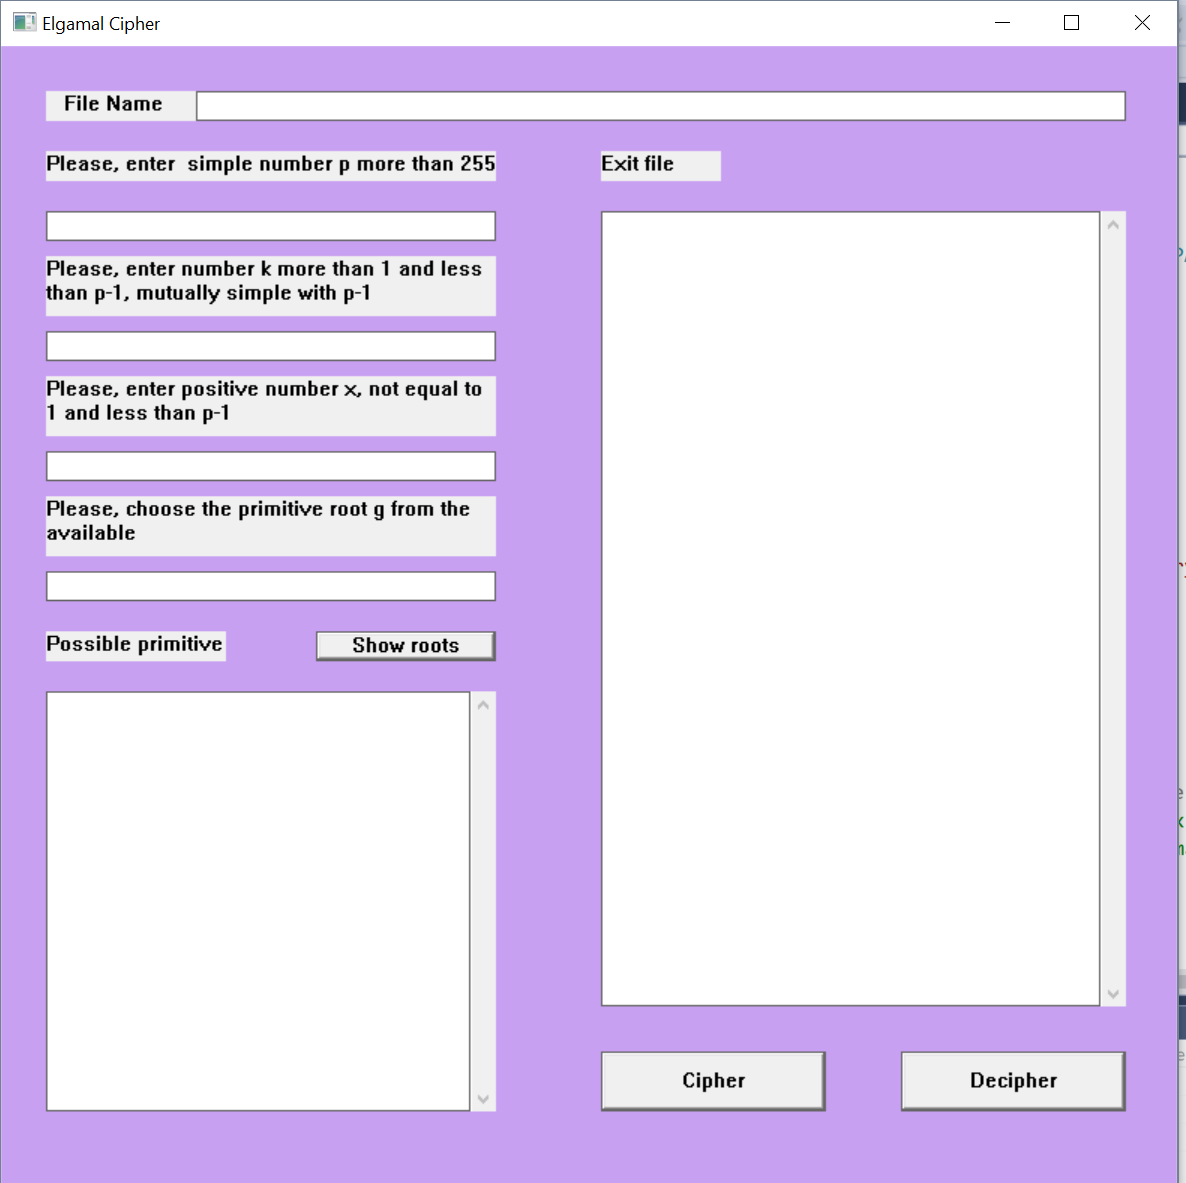 Elgamal Cipher
File Name
Please, enter  simple number p more than 255
Exit file
Please, enter number k more than 1 and less
than p-1, mutually simple with p-1
Please, enter positive number x, not equal to
1 and less than p-1
Please, choose the primitive root g from the
available
Possible primitive
Show roots
Cipher
Decipher